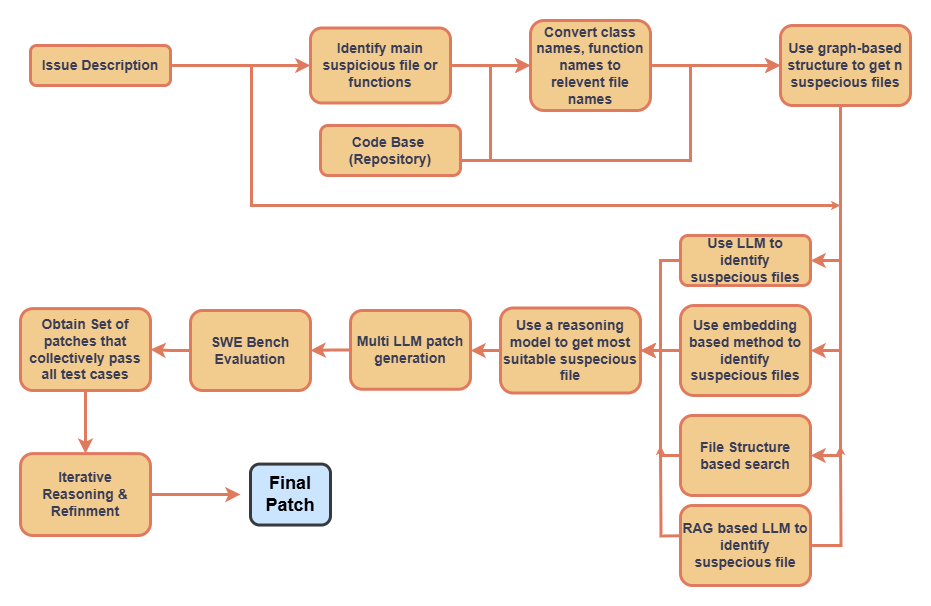 Issue Description
Identify main
suspicious file or
functions
Convert class
names, function
names to
relevent file
names
Use graph-based
structure to get n
suspecious files
Code Base
(Repository)
Use LLM to
identify
suspecious files
Use embedding
based method to
identify
suspecious files
File Structure
based search
RAG based LLM to
identify
suspecious file
Use a reasoning
model to get most
suitable suspecious
file
Multi LLM patch
generation
SWE Bench
Evaluation
Obtain Set of
patches that
collectively pass
all test cases
Iterative
Reasoning &
Refinment
Final
Patch